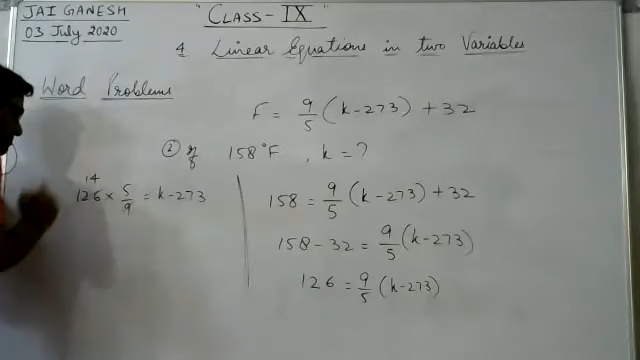 JAI GANESH
03 July 2020
"CLASS-IX"
4 Linear Equations in two Variables
Word Problems
F = 9/5 (k-273) + 32
② if 158°F , k = ?
14
126 × 5/9 = k-273
158 = 9/5 (k-273) + 32
158 - 32 = 9/5 (k-273)
126 = 9/5 (k-273)